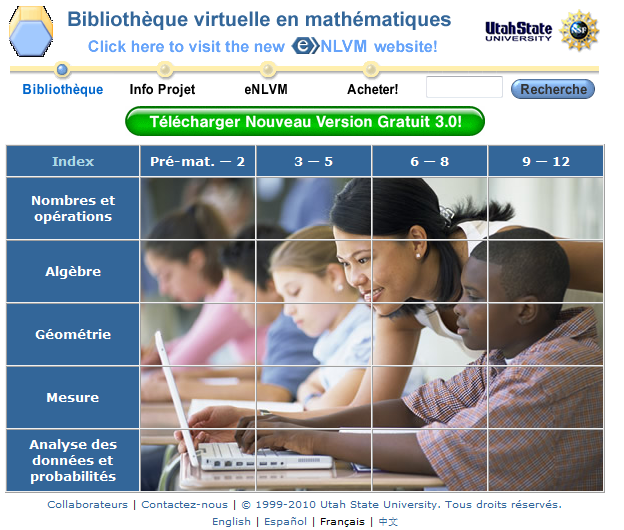 Bibliothèque virtuelle en mathématiques
Click here to visit the new eNLVM website!
UtahState
UNIVERSITY
NSF
Bibliothèque Info Projet eNLVM Acheter! Recherche
Télécharger Nouveau Version Gratuit 3.0!
Index Pré-mat. — 2 3 — 5 6 — 8 9 — 12
Nombres et
opérations
Algèbre
Géométrie
Mesure
Analyse des
données et
probabilités
Collaborateurs | Contactez-nous | © 1999-2010 Utah State University. Tous droits réservés.
English | Español | Français | 中文